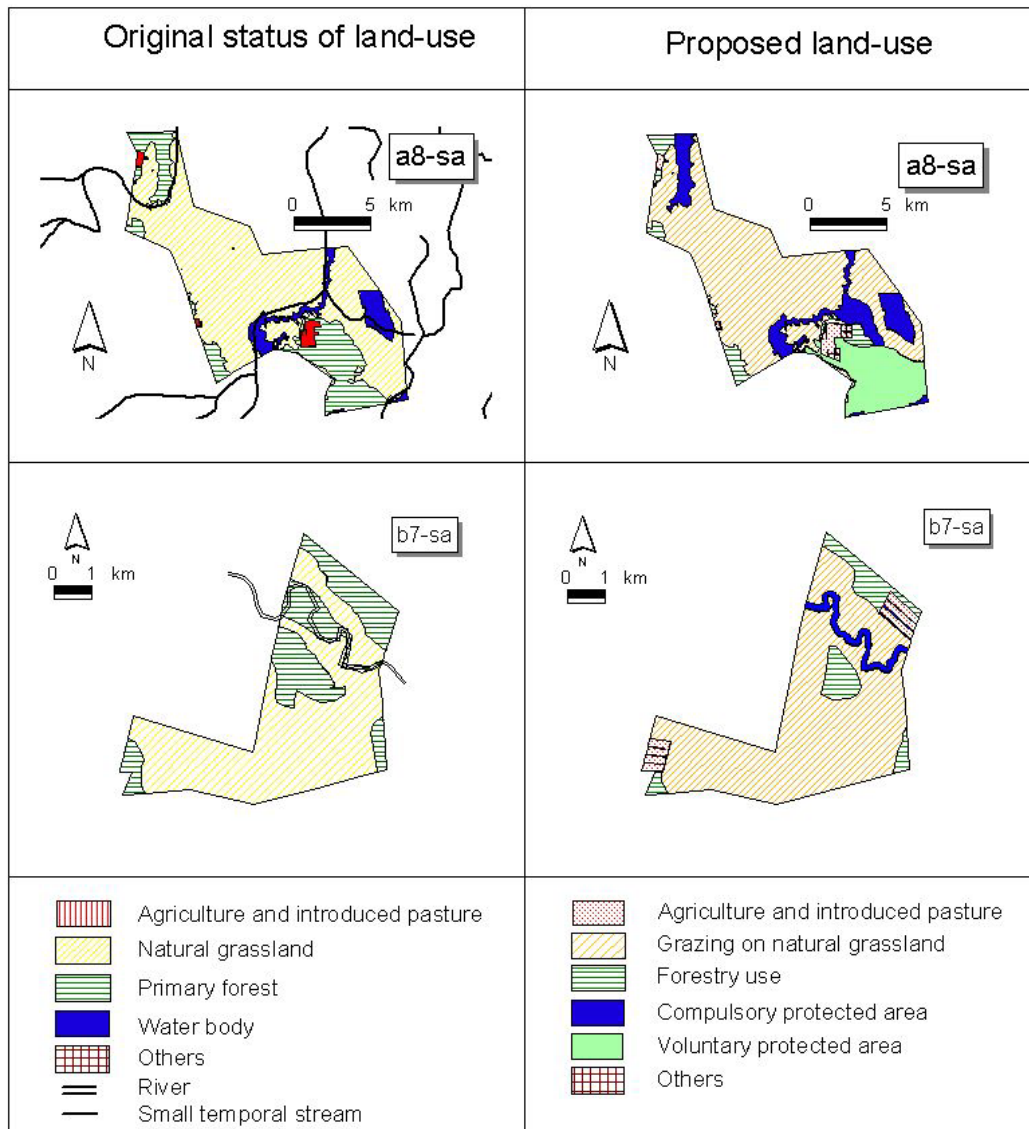 Original status of land-use
Proposed land-use
a8-sa
0 5 km
N
a8-sa
0 5 km
N
b7-sa
N
0 1 km
b7-sa
N
0 1 km
Agriculture and introduced pasture
Natural grassland
Primary forest
Water body
Others
River
Small temporal stream
Agriculture and introduced pasture
Grazing on natural grassland
Forestry use
Compulsory protected area
Voluntary protected area
Others